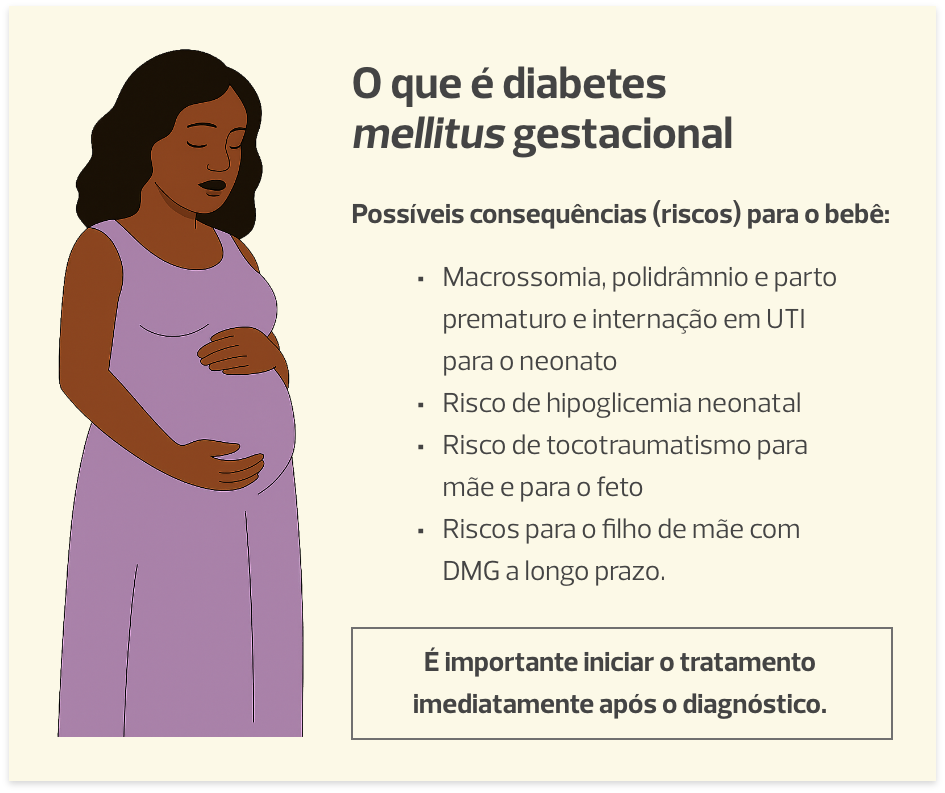 O que é diabetes
mellitus gestacional
Possíveis consequências (riscos) para o bebê:
▪ Macrossomia, polidrâmnio e parto
prematuro e internação em UTI
para o neonato
▪ Risco de hipoglicemia neonatal
▪ Risco de tocotraumatismo para
mãe e para o feto
▪ Riscos para o filho de mãe com
DMG a longo prazo.
É importante iniciar o tratamento
imediatamente após o diagnóstico.